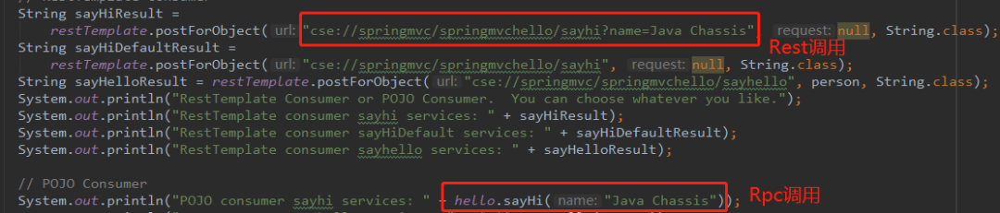 String sayHiResult =
restTemplate.postForObject( url: "cse://springmvc/springmvchello/sayhi?name=Java Chassis" request: null, String.class);
Rest调用
String sayHiDefaultResult =
restTemplate.postForObject( url: "cse://springmvc/springmvchello/sayhi", request: null, String.class);
String sayHelloResult = restTemplate.postForObject( url: "cse://springmvc/springmvchello/sayhello", person, String.class);
System.out.println("RestTemplate Consumer or POJO Consumer.  You can choose whatever you like.");
System.out.println("RestTemplate consumer sayhi services: " + sayHiResult);
System.out.println("RestTemplate consumer sayHiDefault services: " + sayHiDefaultResult);
System.out.println("RestTemplate consumer sayhello services: " + sayHelloResult);
// POJO Consumer
System.out.println("POJO consumer sayhi services: " + hello.sayHi( name: "Java Chassis"));
Rpc调用